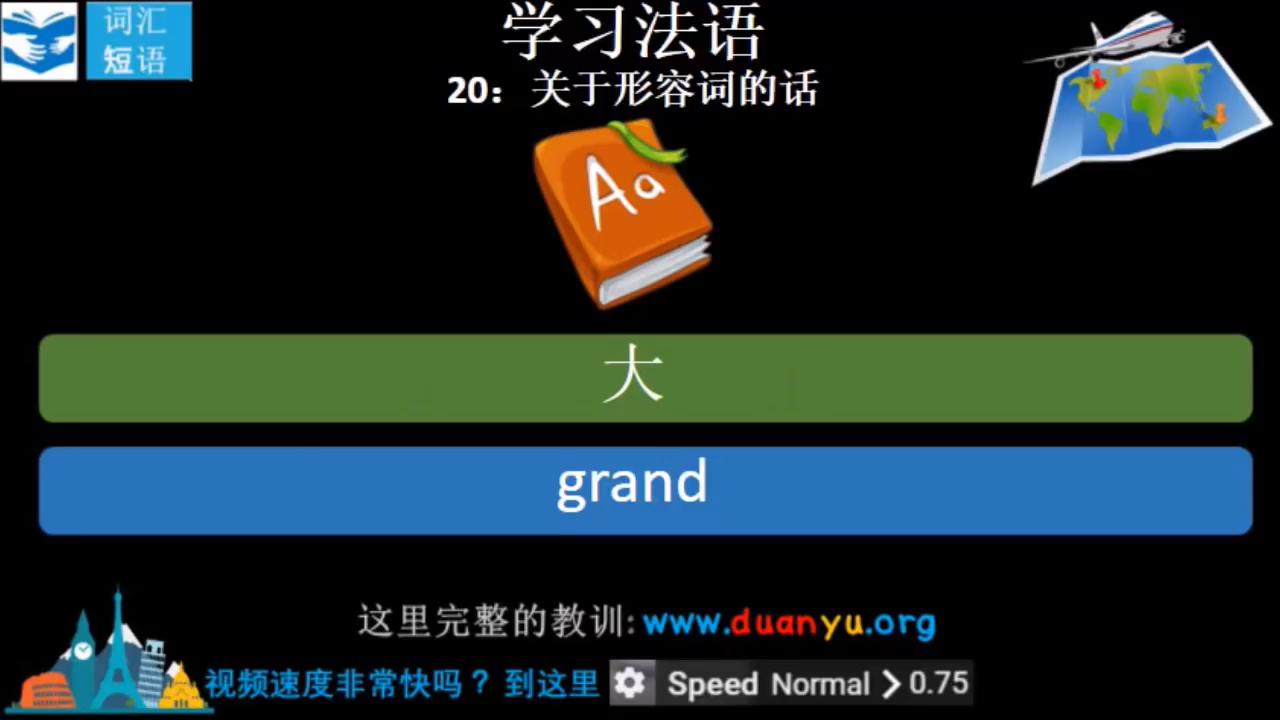 词汇
短语
学习法语
20：关于形容词的话
Aa
大
grand
这里完整的教训: www.duanyu.org
视频速度非常快吗？到这里 Speed Normal > 0.75